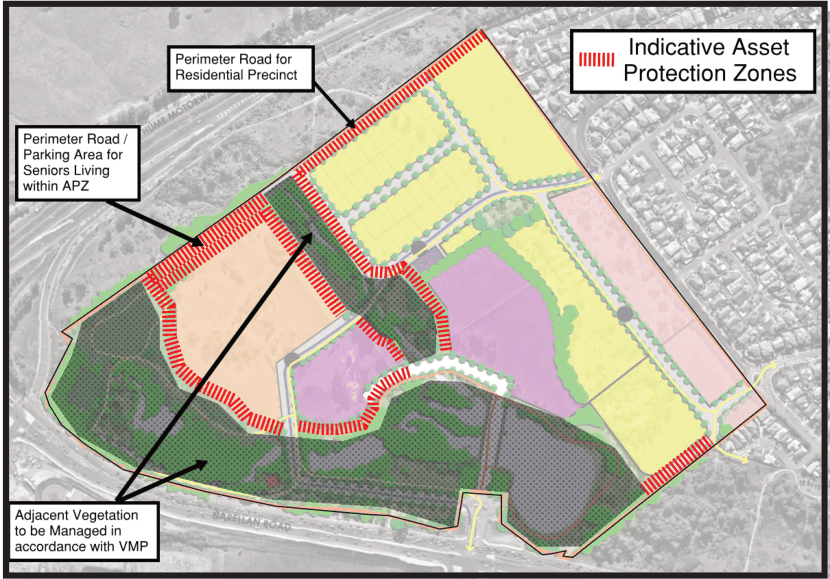 Indicative Asset
Protection Zones
Perimeter Road for
Residential Precinct
HUME MOTORWAY
Perimeter Road /
Parking Area for
Seniors Living
within APZ
Adjacent Vegetation
to be Managed in
accordance with VMP
NARELLAN ROAD